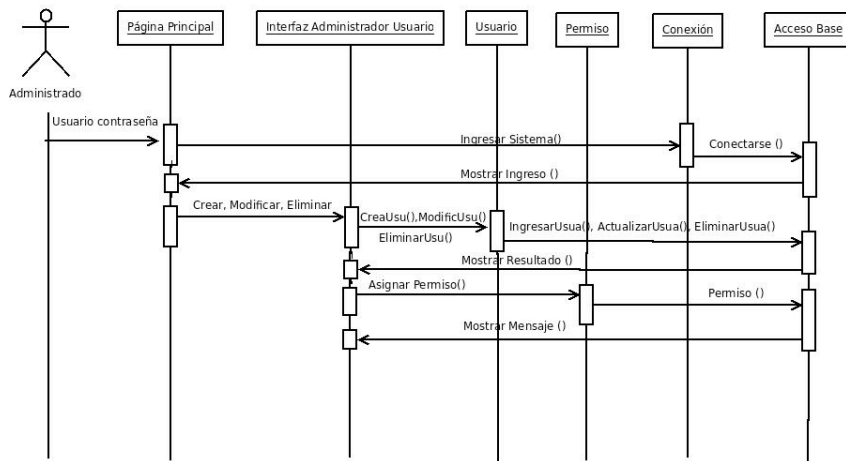 Página Principal
Interfaz Administrador Usuario
Usuario
Permiso
Conexión
Acceso Base
Administrado
Usuario contraseña
Ingresar Sistema()
Conectarse ()
Mostrar Ingreso ()
Crear, Modificar, Eliminar
CreaUsu(),ModificUsu()
EliminarUsu()
IngresarUsua(), ActualizarUsua(), EliminarUsua()
Mostrar Resultado ()
Asignar Permiso()
Permiso ()
Mostrar Mensaje ()